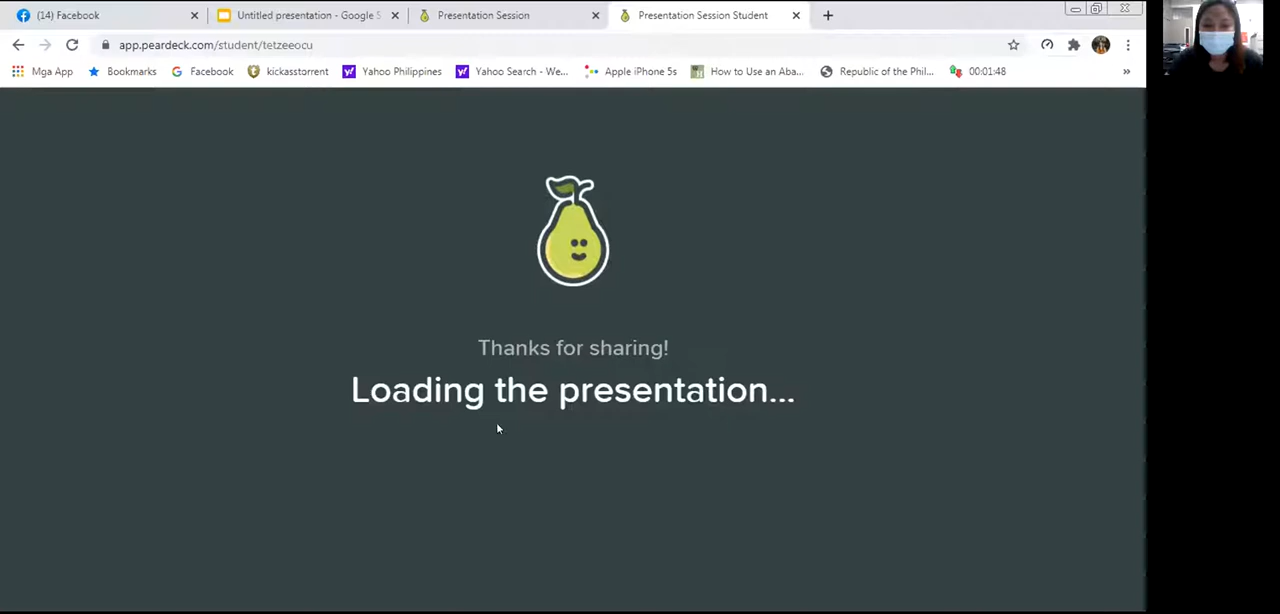 (14) Facebook
Untitled presentation - Google S
Presentation Session
Presentation Session Student
app.peardeck.com/student/tetzeeocu
Mga App Bookmarks Facebook kickasstorrent Yahoo Philippines Yahoo Search - We... Apple iPhone 5s How to Use an Aba... Republic of the Phil... 00:01:48 »
Thanks for sharing!
Loading the presentation...